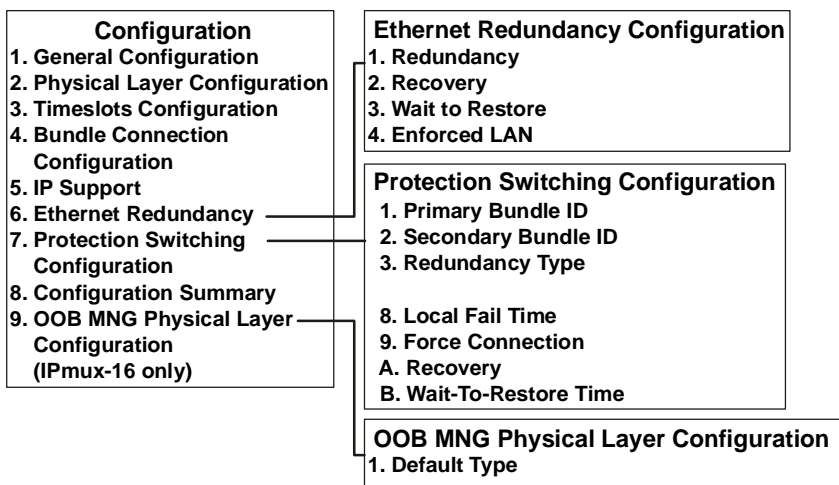 Configuration
1. General Configuration
2. Physical Layer Configuration
3. Timeslots Configuration
4. Bundle Connection
Configuration
5. IP Support
6. Ethernet Redundancy
7. Protection Switching
Configuration
8. Configuration Summary
9. OOB MNG Physical Layer
Configuration
(IPmux-16 only)
Ethernet Redundancy Configuration
1. Redundancy
2. Recovery
3. Wait to Restore
4. Enforced LAN
Protection Switching Configuration
1. Primary Bundle ID
2. Secondary Bundle ID
3. Redundancy Type
8. Local Fail Time
9. Force Connection
A. Recovery
B. Wait-To-Restore Time
OOB MNG Physical Layer Configuration
1. Default Type